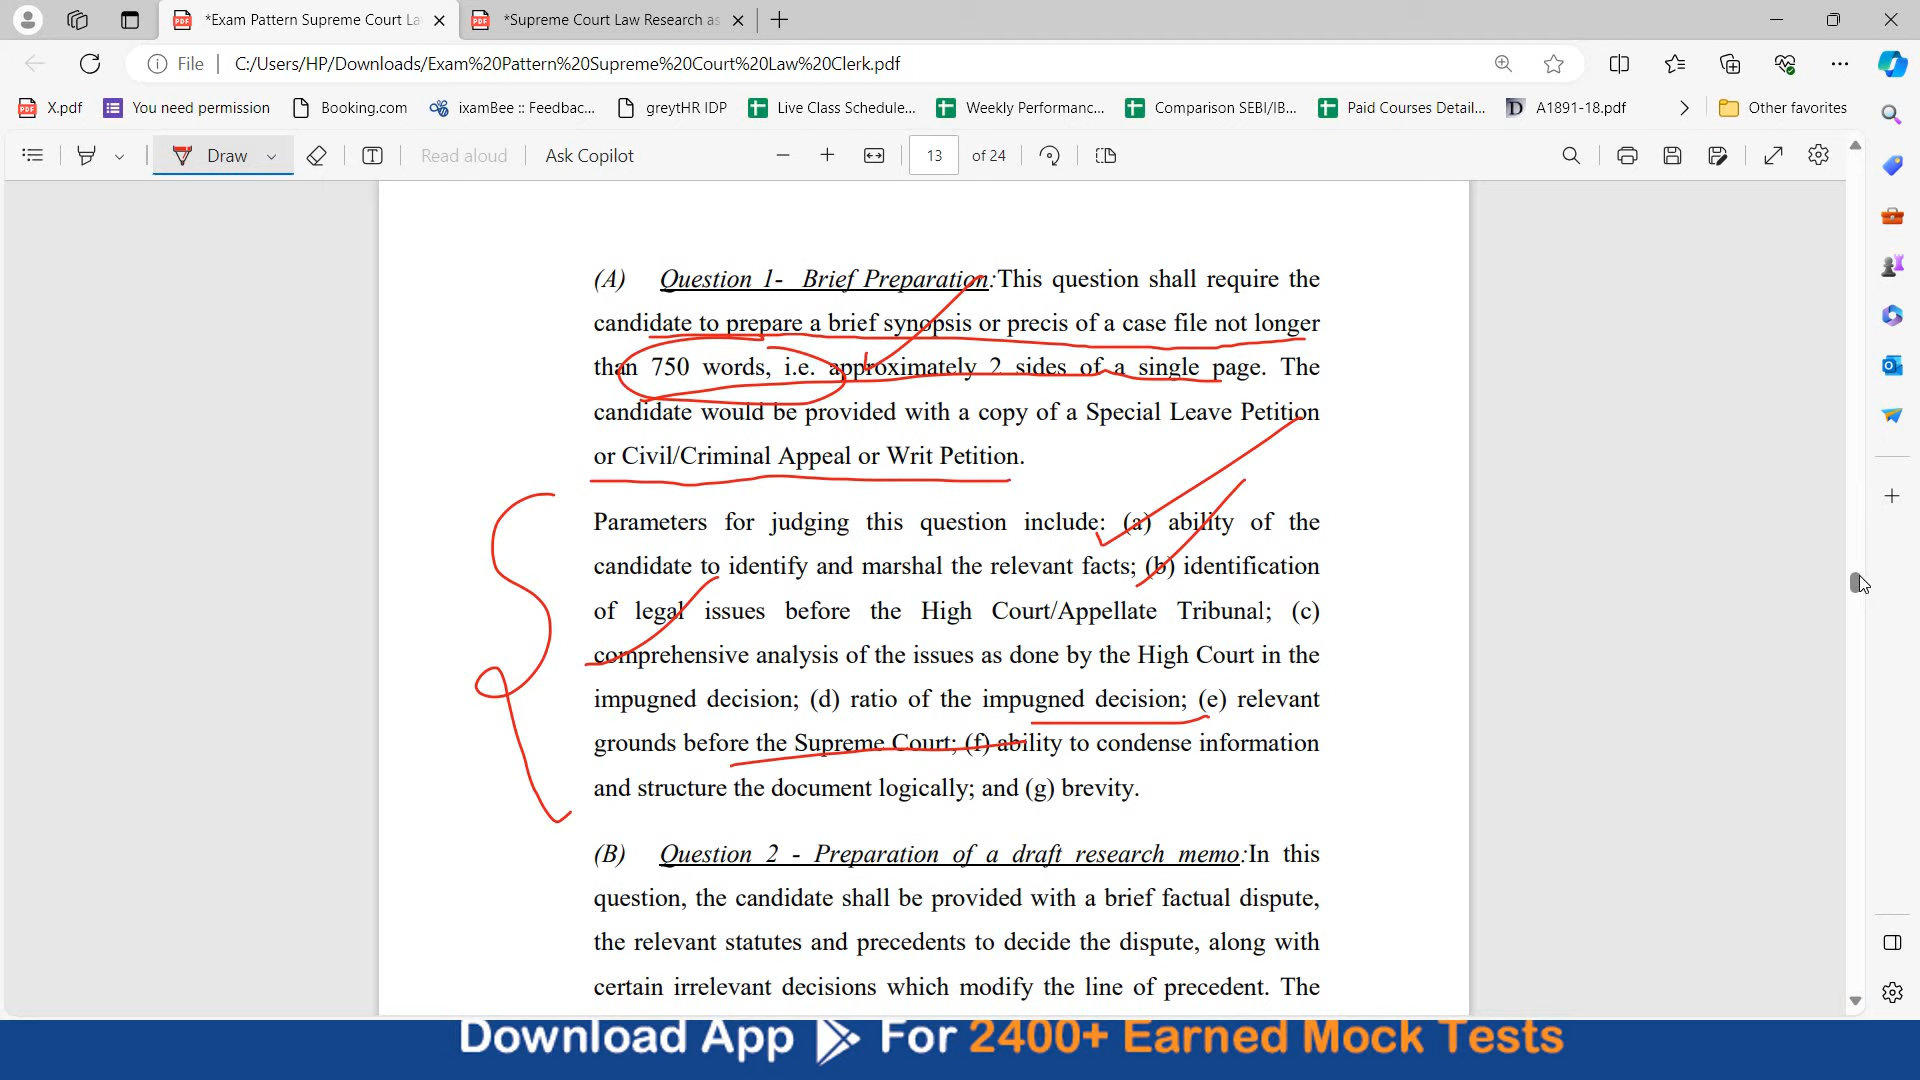 *Exam Pattern Supreme Court La
*Supreme Court Law Research as
File
C:/Users/HP/Downloads/Exam%20Pattern%20Supreme%20Court%20Law%20Clerk.pdf
X.pdf
You need permission
Booking.com
ixamBee :: Feedbac...
greytHR IDP
Live Class Schedule...
Weekly Performanc...
Comparison SEBI/IB...
Paid Courses Detail...
A1891-18.pdf
Other favorites
Draw
Read aloud
Ask Copilot
13
of 24
(A) Question 1- Brief Preparation:This question shall require the
candidate to prepare a brief synopsis or precis of a case file not longer
than 750 words, i.e. approximately 2 sides of a single page. The
candidate would be provided with a copy of a Special Leave Petition
or Civil/Criminal Appeal or Writ Petition.
Parameters for judging this question include: (a) ability of the
candidate to identify and marshal the relevant facts; (b) identification
of legal issues before the High Court/Appellate Tribunal; (c)
comprehensive analysis of the issues as done by the High Court in the
impugned decision; (d) ratio of the impugned decision; (e) relevant
grounds before the Supreme Court; (f) ability to condense information
and structure the document logically; and (g) brevity.
(B) Question 2 - Preparation of a draft research memo:In this
question, the candidate shall be provided with a brief factual dispute,
the relevant statutes and precedents to decide the dispute, along with
certain irrelevant decisions which modify the line of precedent. The
Download App For 2400+ Earned Mock Tests